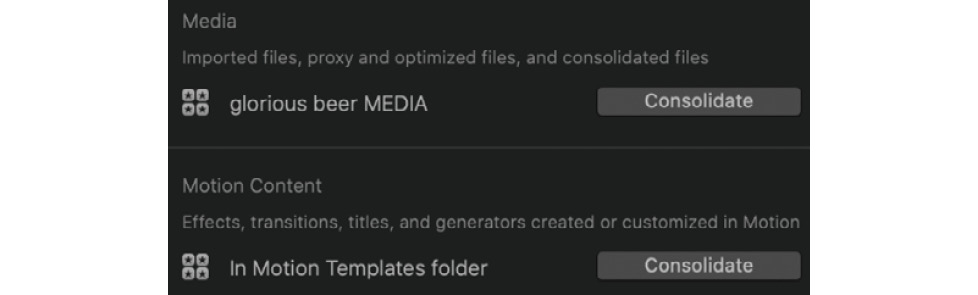 Media
Imported files, proxy and optimized files, and consolidated files
glorious beer MEDIA
Consolidate
Motion Content
Effects, transitions, titles, and generators created or customized in Motion
In Motion Templates folder
Consolidate